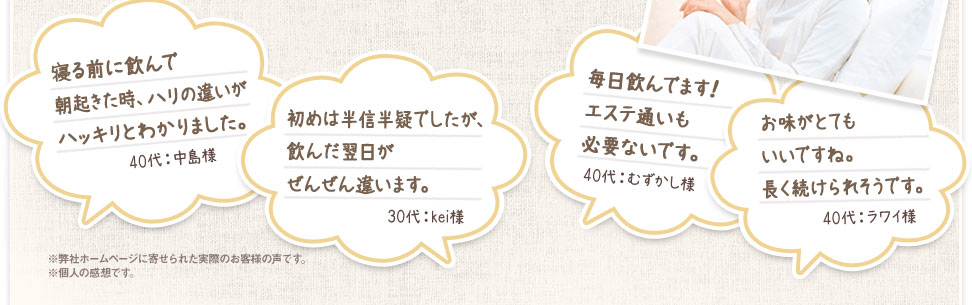 寝る前に飲んで
朝起きた時、ハリの違いが
ハッキリとわかりました。
40代：中島様
初めは半信半疑でしたが、
飲んだ翌日が
ぜんぜん違います。
30代：kei様
毎日飲んでます！
エステ通いも
必要ないです。
40代：むずかし様
お味がとても
いいですね。
長く続けられそうです。
40代：ラワイ様
※弊社ホームページに寄せられた実際のお客様の声です。
※個人の感想です。